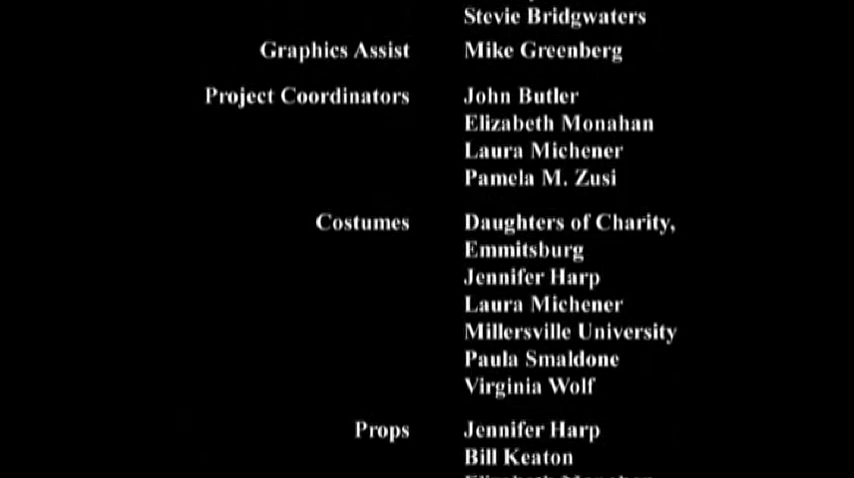 Stevie Bridgwaters
Graphics Assist Mike Greenberg
Project Coordinators John Butler
Elizabeth Monahan
Laura Michener
Pamela M. Zusi
Costumes Daughters of Charity,
Emmitsburg
Jennifer Harp
Laura Michener
Millersville University
Paula Smaldone
Virginia Wolf
Props Jennifer Harp
Bill Keaton